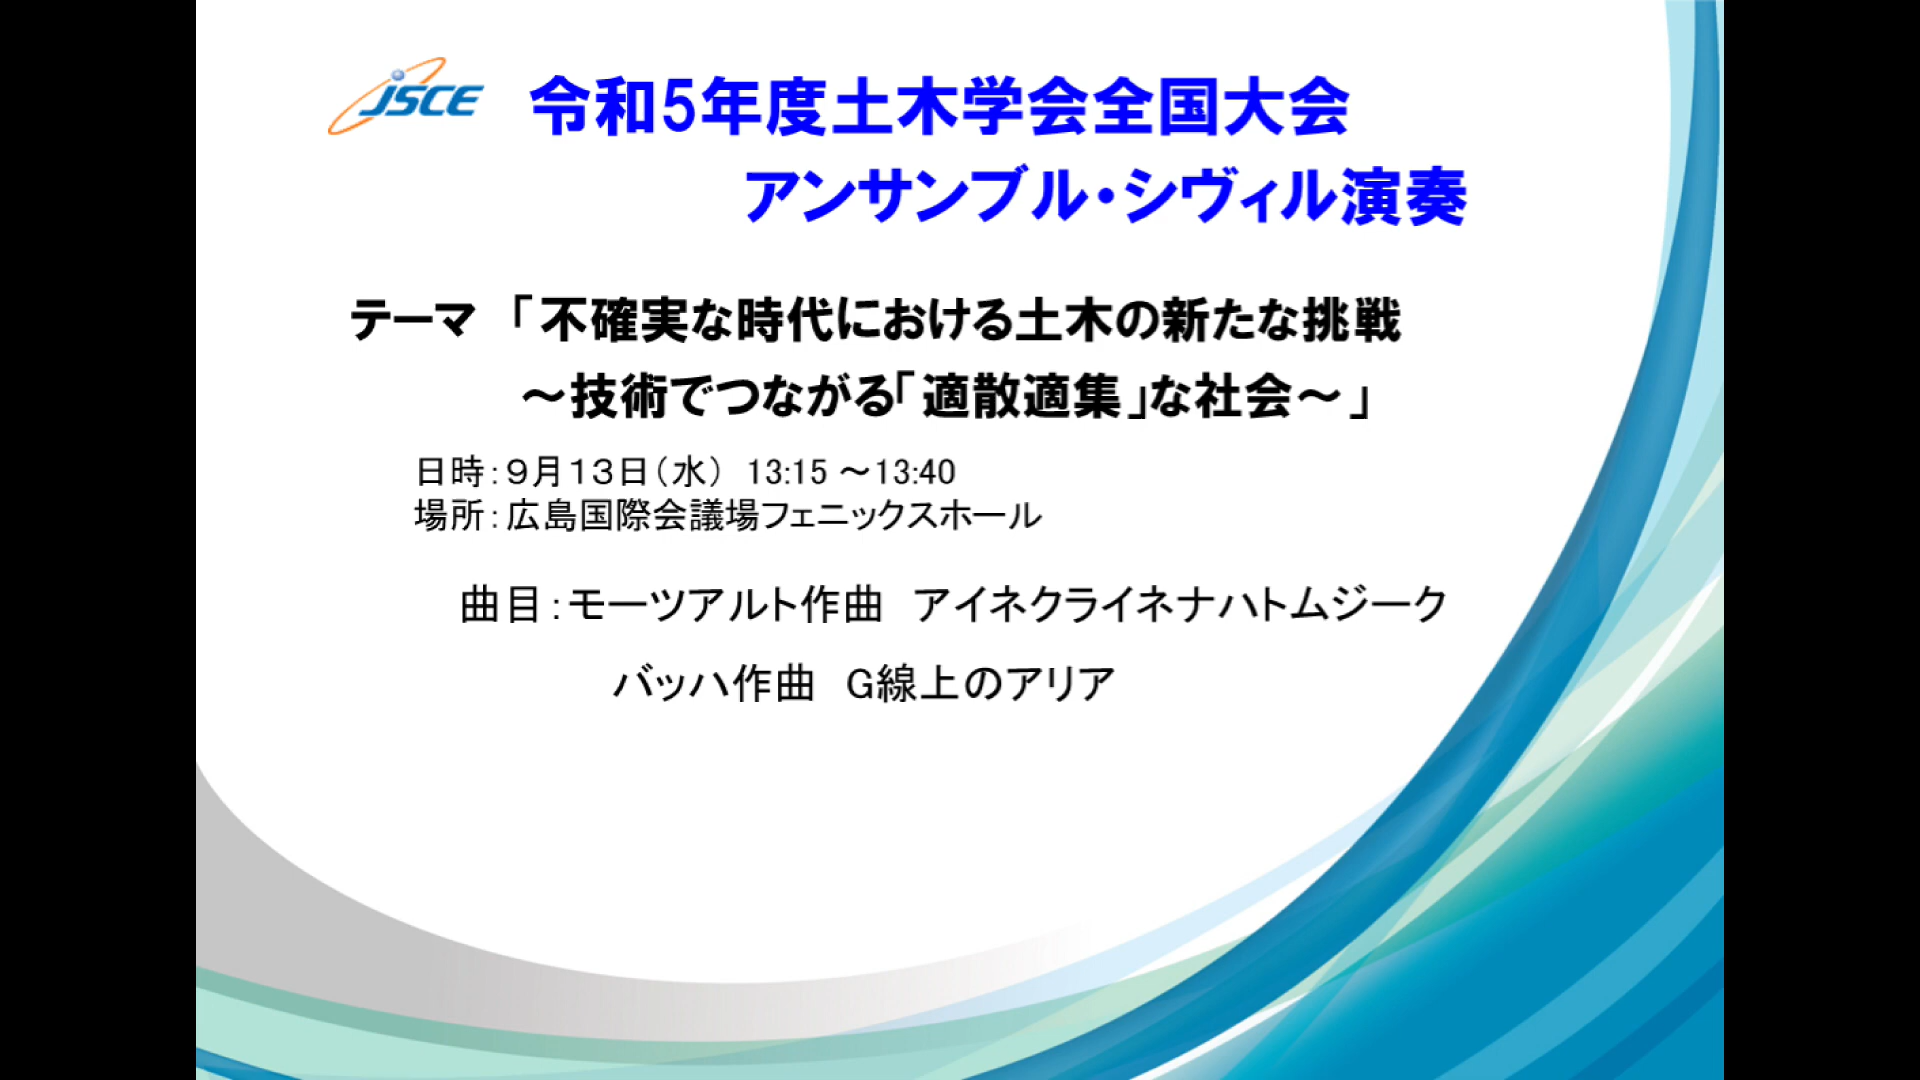 JSCE 令和5年度土木学会全国大会
アンサンブル・シヴィル演奏
テーマ 「不確実な時代における土木の新たな挑戦
～技術でつながる「適散適集」な社会～」
日時：９月１３日（水） 13:15 ～13:40
場所：広島国際会議場フェニックスホール
曲目：モーツアルト作曲　アイネクライネナハトムジーク
バッハ作曲　G線上のアリア